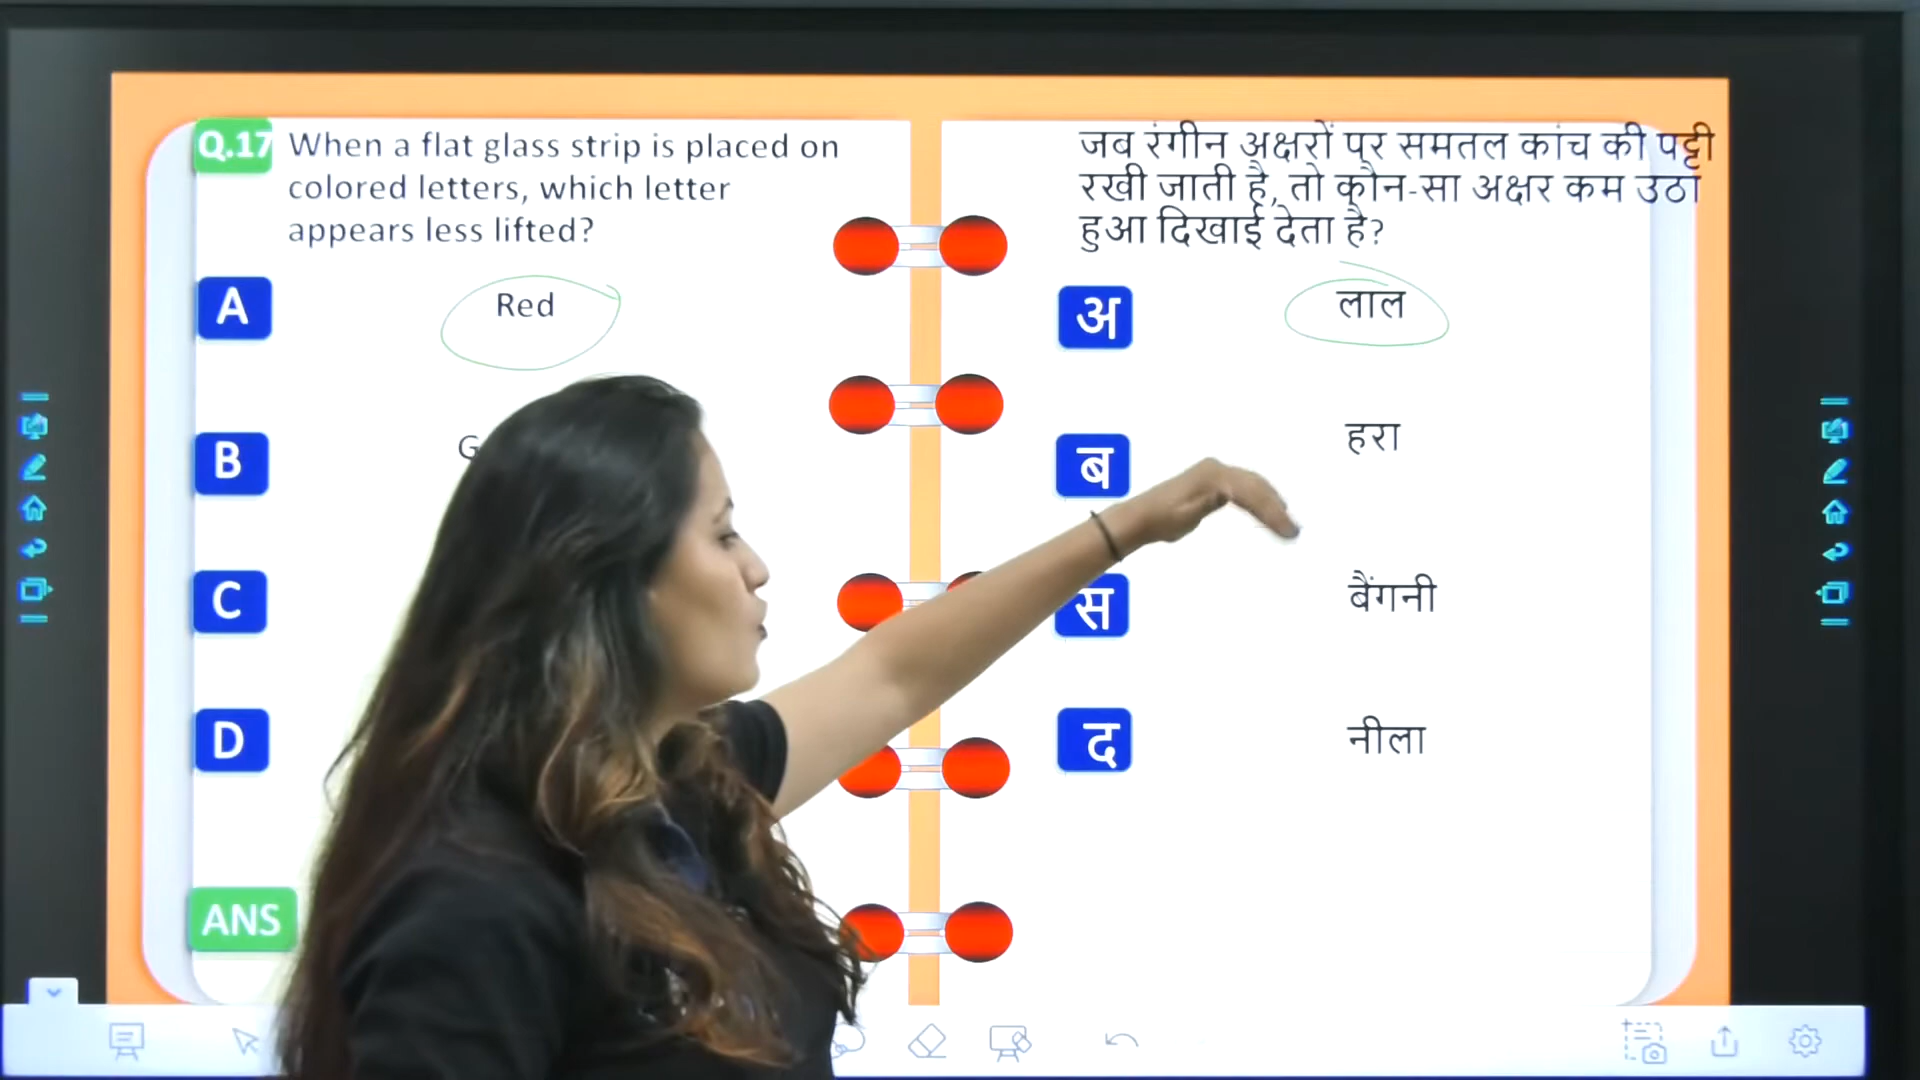 Q.17
When a flat glass strip is placed on
colored letters, which letter
appears less lifted?
A
Red
B
G
C
D
ANS
जब रंगीन अक्षरों पर समतल कांच की पट्टी
रखी जाती है, तो कौन-सा अक्षर कम उठा
हुआ दिखाई देता है?
अ
लाल
ब
हरा
स
बैंगनी
द
नीला